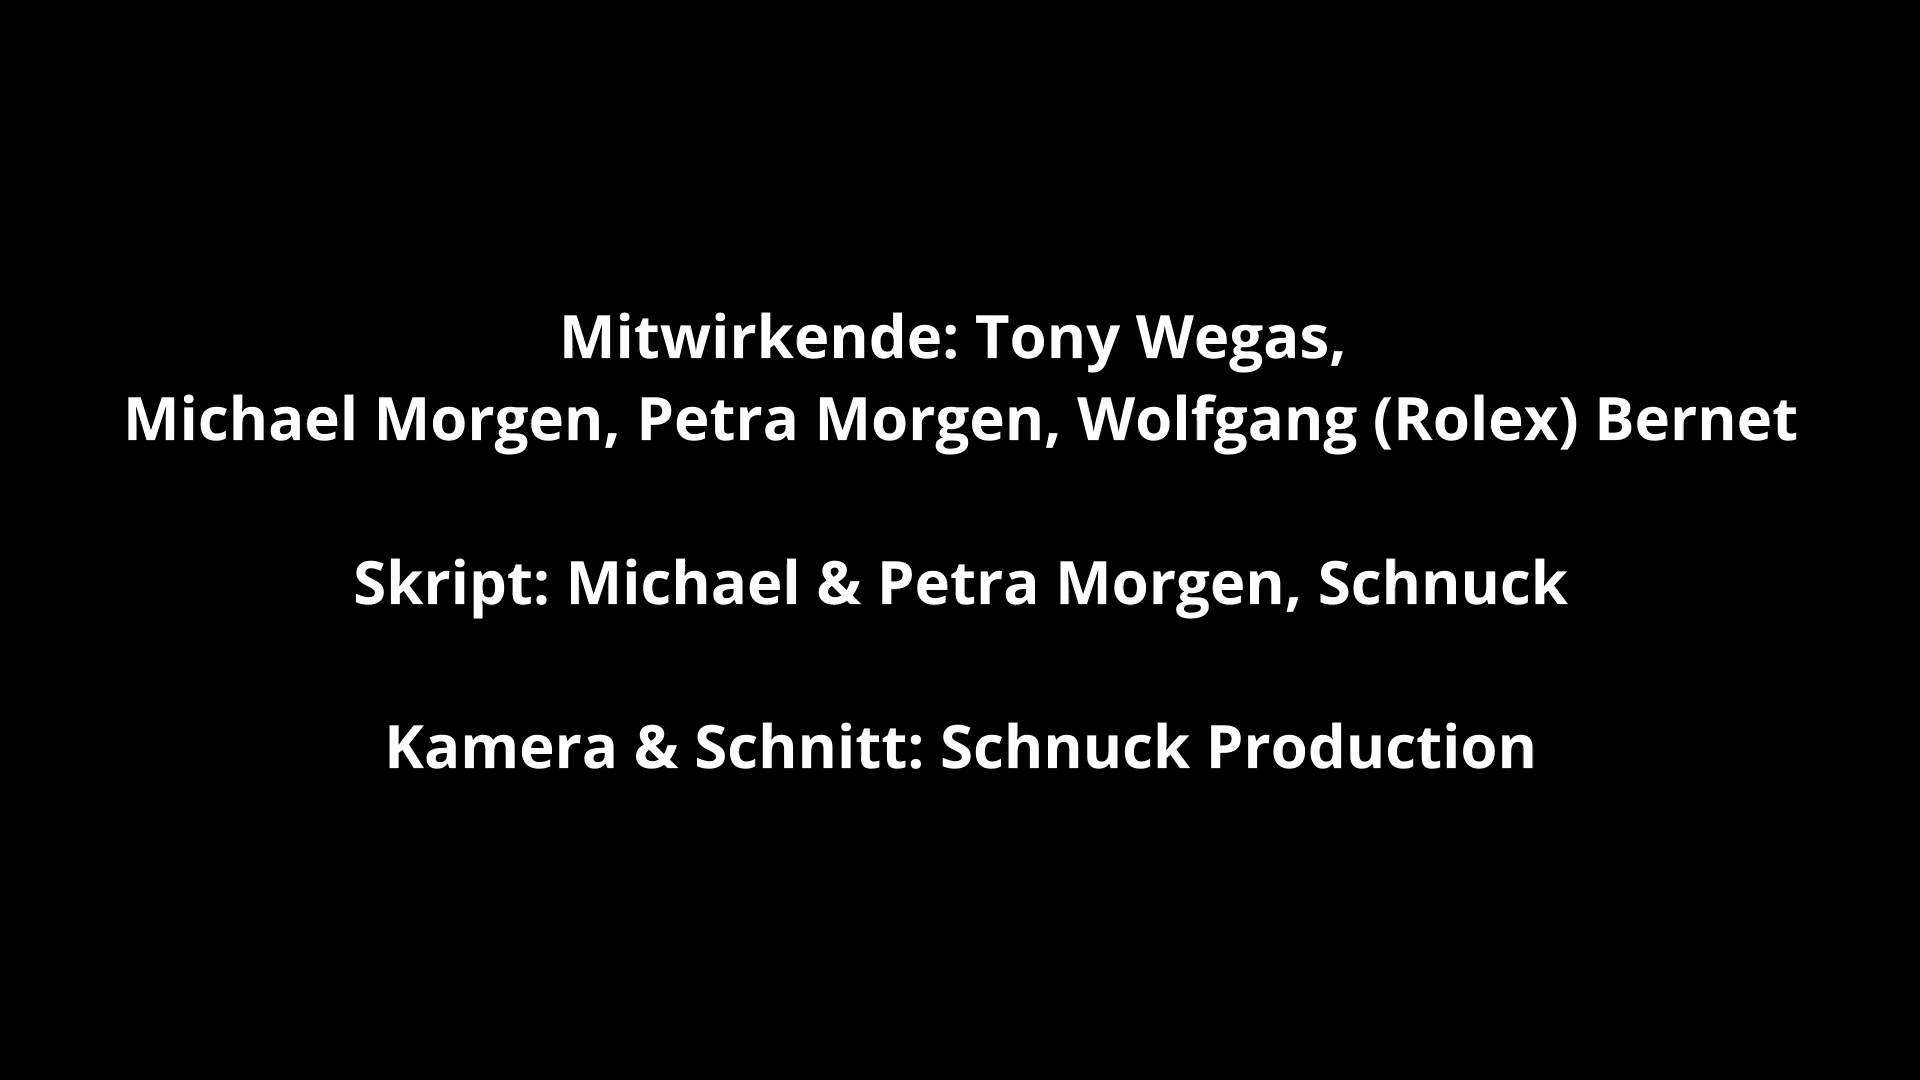 Mitwirkende: Tony Wegas,
Michael Morgen, Petra Morgen, Wolfgang (Rolex) Bernet
Skript: Michael & Petra Morgen, Schnuck
Kamera & Schnitt: Schnuck Production